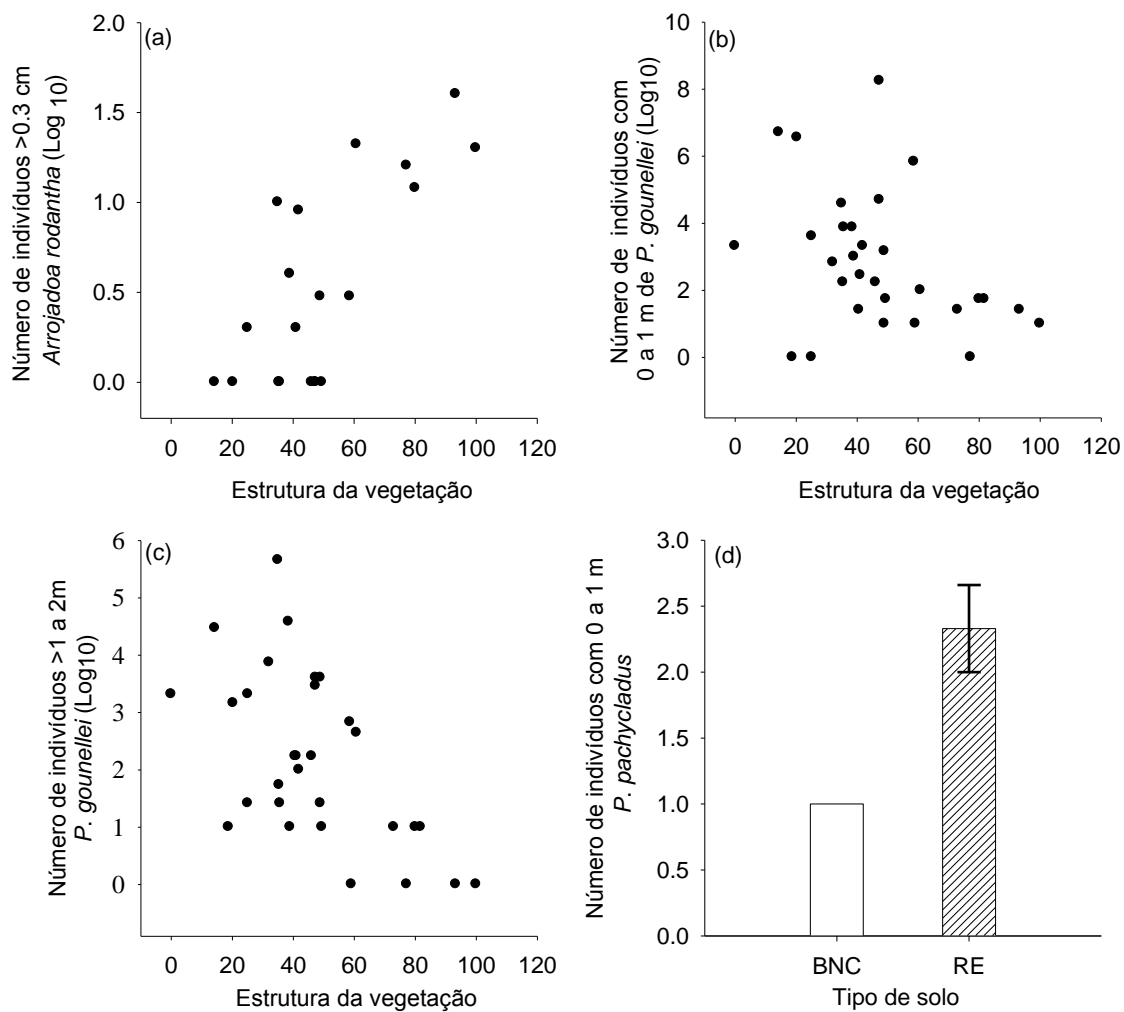 (a)
Número de indivíduos >0.3 cm
Arrojadoa rodantha (Log 10)
2.0
1.5
1.0
0.5
0.0
0 20 40 60 80 100 120
Estrutura da vegetação
(b)
Número de indivíduos com
0 a 1 m de P. gounellei (Log10)
10
8
6
4
2
0
0 20 40 60 80 100 120
Estrutura da vegetação
(c)
Número de indivíduos >1 a 2m
P. gounellei (Log10)
6
5
4
3
2
1
0
0 20 40 60 80 100 120
Estrutura da vegetação
(d)
Número de indivíduos com 0 a 1 m
P. pachycladus
3.0
2.5
2.0
1.5
1.0
0.5
0.0
BNC RE
Tipo de solo